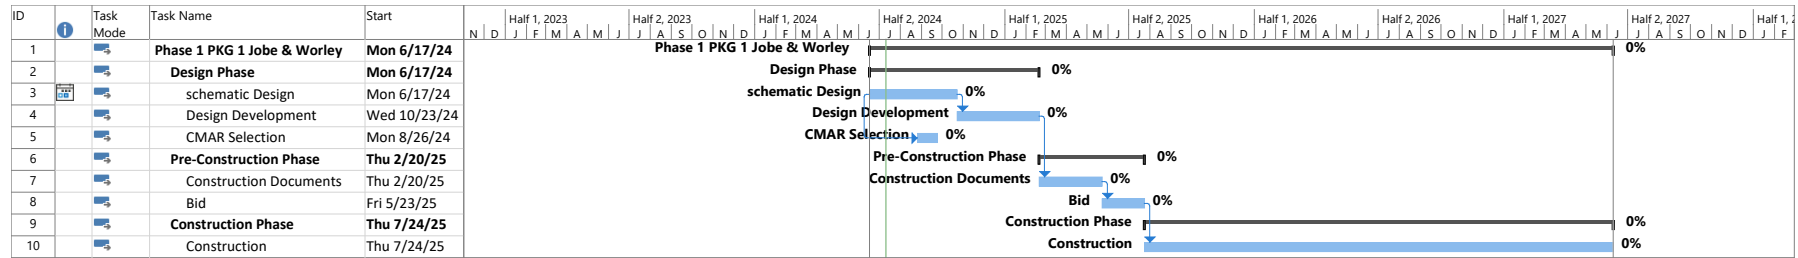 ID Task Mode Task Name Start
Half 1, 2023 Half 2, 2023 Half 1, 2024 Half 2, 2024 Half 1, 2025 Half 2, 2025 Half 1, 2026 Half 2, 2026 Half 1, 2027 Half 2, 2027 Half 1,
N D J F M A M J J A S O N D J F M A M J J A S O N D J F M A M J J A S O N D J F M A M J J A S O N D J F M A M J J A S O N D J F
1 Phase 1 PKG 1 Jobe & Worley Mon 6/17/24 Phase 1 PKG 1 Jobe & Worley 0%
2 Design Phase Mon 6/17/24 Design Phase 0%
3 schematic Design Mon 6/17/24 schematic Design 0%
4 Design Development Wed 10/23/24 Design Development 0%
5 CMAR Selection Mon 8/26/24 CMAR Selection 0%
6 Pre-Construction Phase Thu 2/20/25 Pre-Construction Phase 0%
7 Construction Documents Thu 2/20/25 Construction Documents 0%
8 Bid Fri 5/23/25 Bid 0%
9 Construction Phase Thu 7/24/25 Construction Phase 0%
10 Construction Thu 7/24/25 Construction 0%